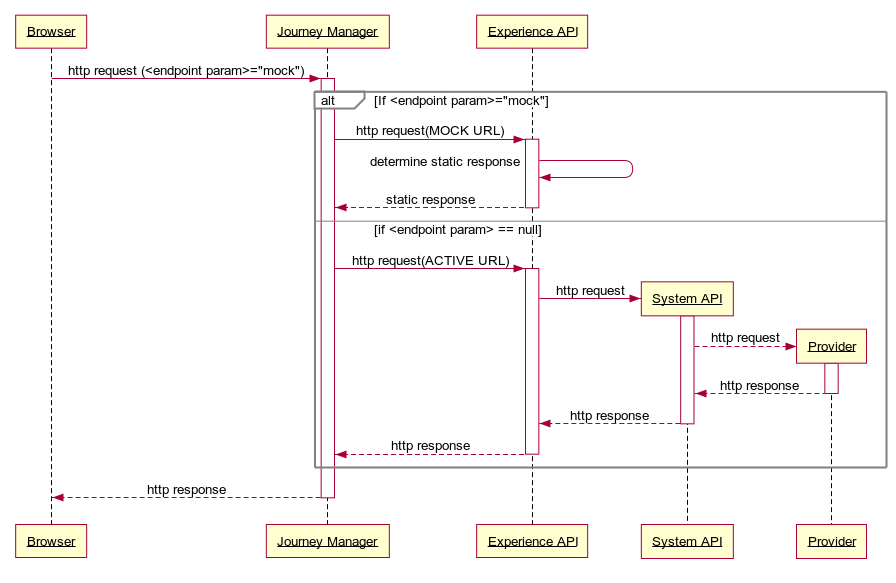 Browser
Journey Manager
Experience API
http request (<endpoint param>="mock")
alt
[If <endpoint param>="mock"]
http request(MOCK URL)
determine static response
static response
[if <endpoint param> == null]
http request(ACTIVE URL)
http request
System API
http request
Provider
http response
http response
http response
http response
Browser
Journey Manager
Experience API
System API
Provider